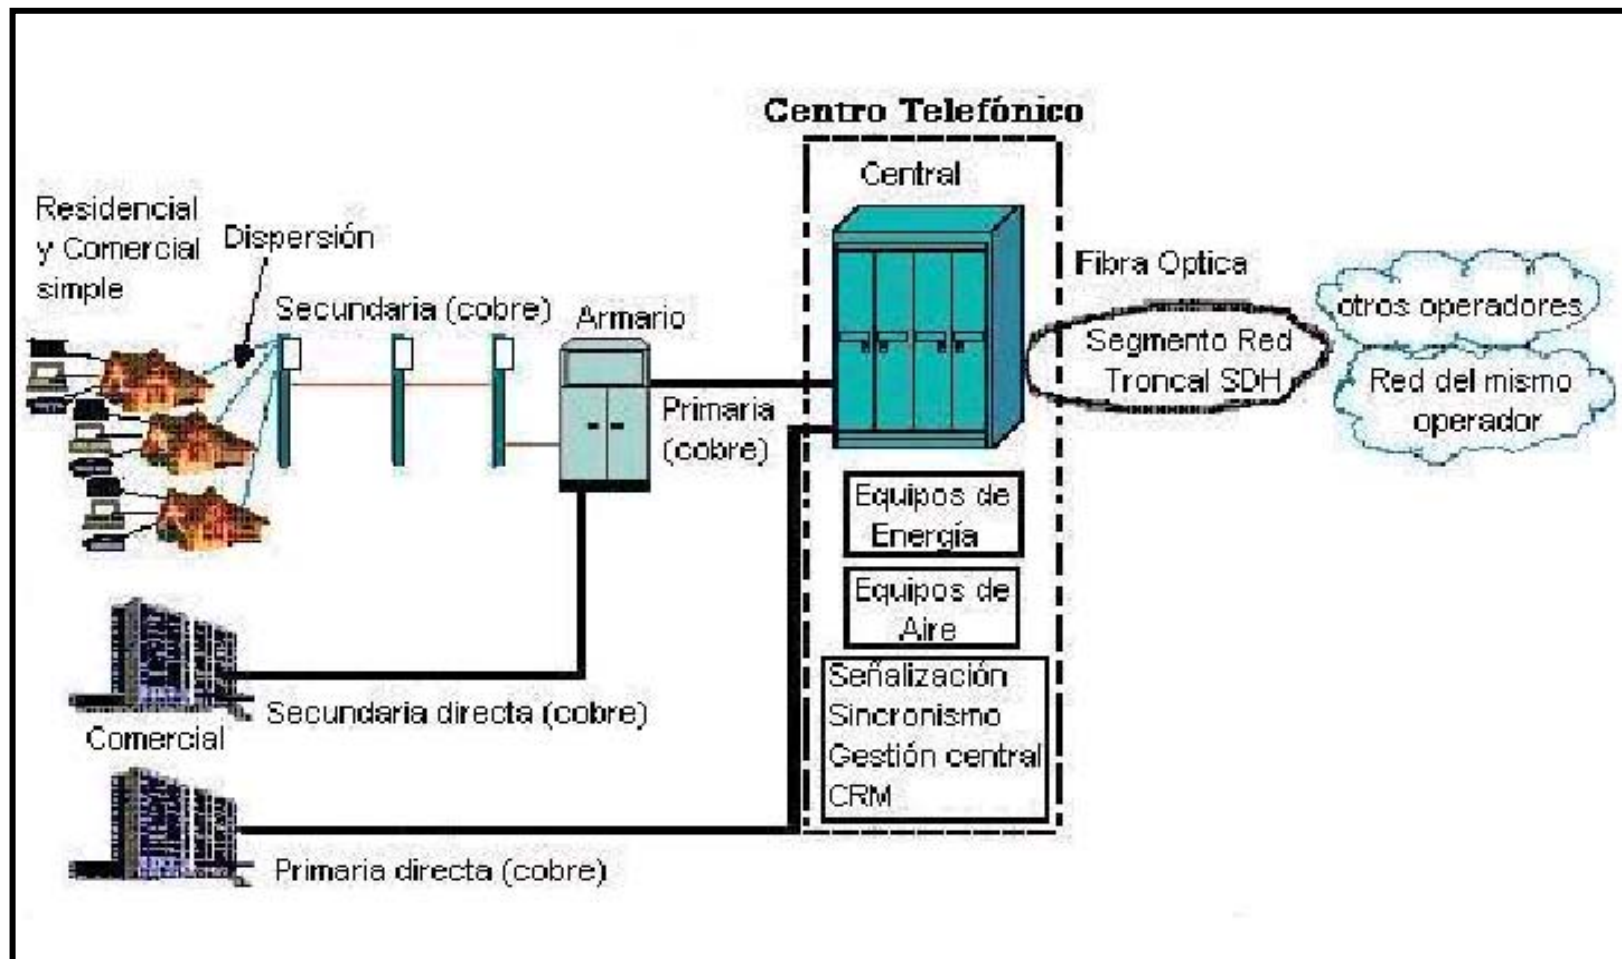 Centro Telefónico
Central
Residencial
y Comercial
simple
Dispersión
Secundaria (cobre)
Armario
Primaria
(cobre)
Fibra Optica
Segmento Red
Troncal SDH
otros operadores
Red del mismo
operador
Equipos de
Energía
Equipos de
Aire
Señalización
Sincronismo
Gestión central
CRM
Secundaria directa (cobre)
Comercial
Primaria directa (cobre)